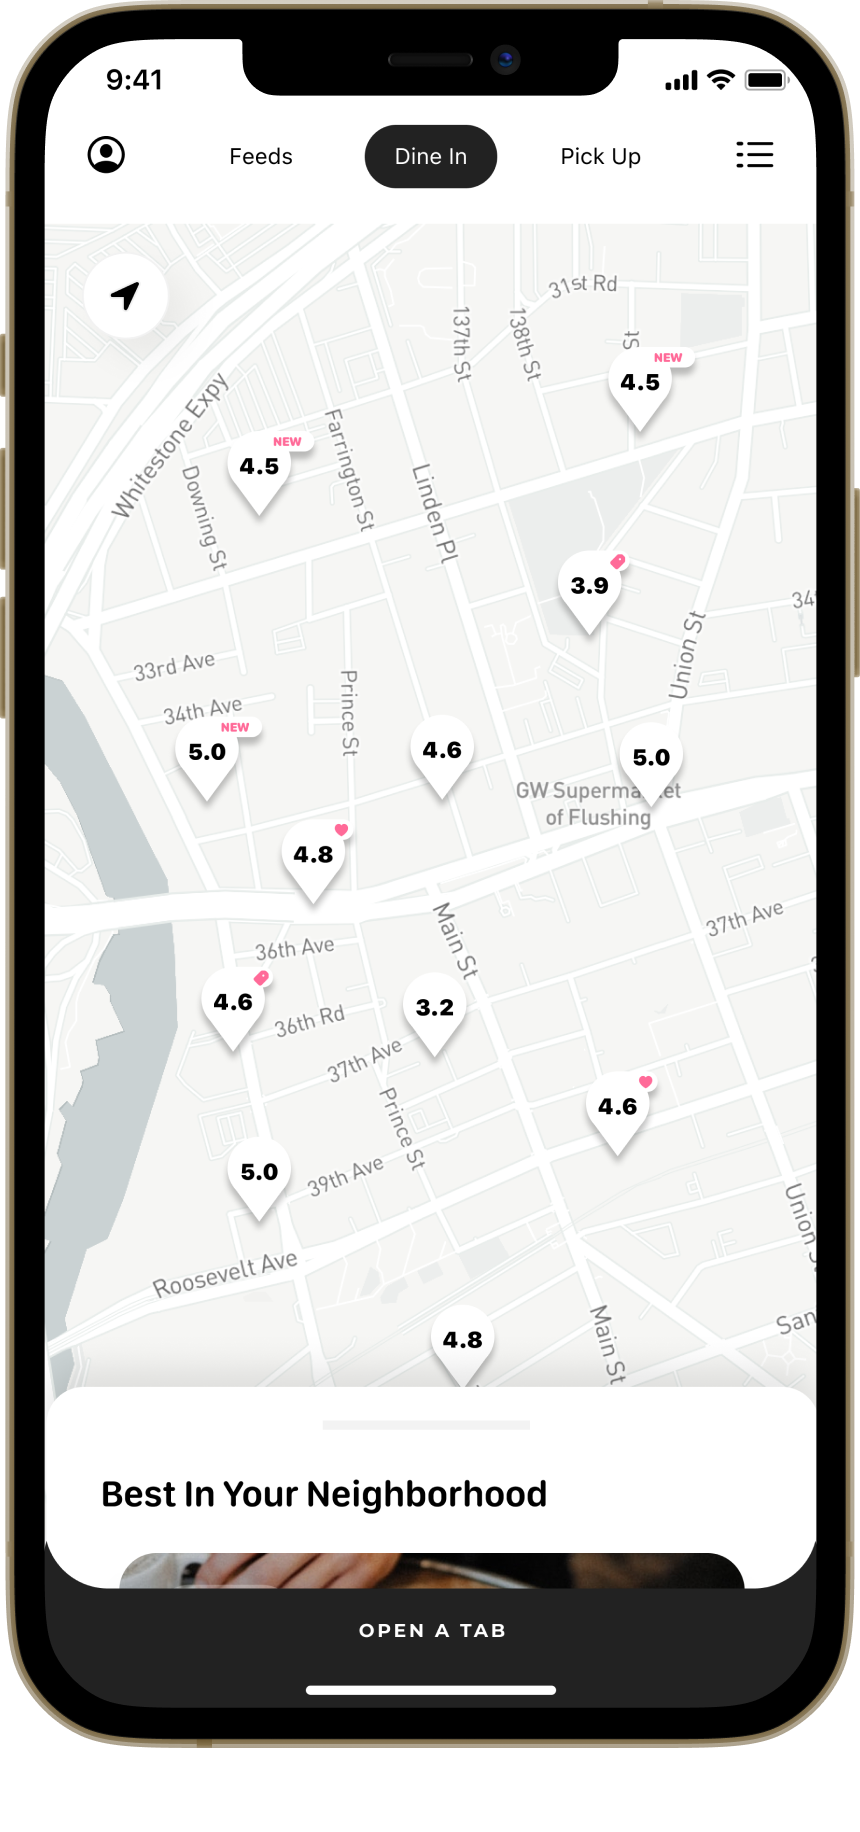 9:41
Feeds
Dine In
Pick Up
31st Rd
137th St
138th St
St
NEW
4.5
Whitestone Expy
NEW
4.5
Farrington St
Downing St
Linden Pl
3.9
Union St
33rd Ave
34th Ave
Prince St
NEW
5.0
4.6
5.0
GW Supermarket
of Flushing
4.8
Main St
37th Ave
36th Ave
4.6
36th Rd
3.2
37th Ave
Prince St
4.6
5.0
39th Ave
Union S
Roosevelt Ave
Main St
San
4.8
Best In Your Neighborhood
OPEN A TAB